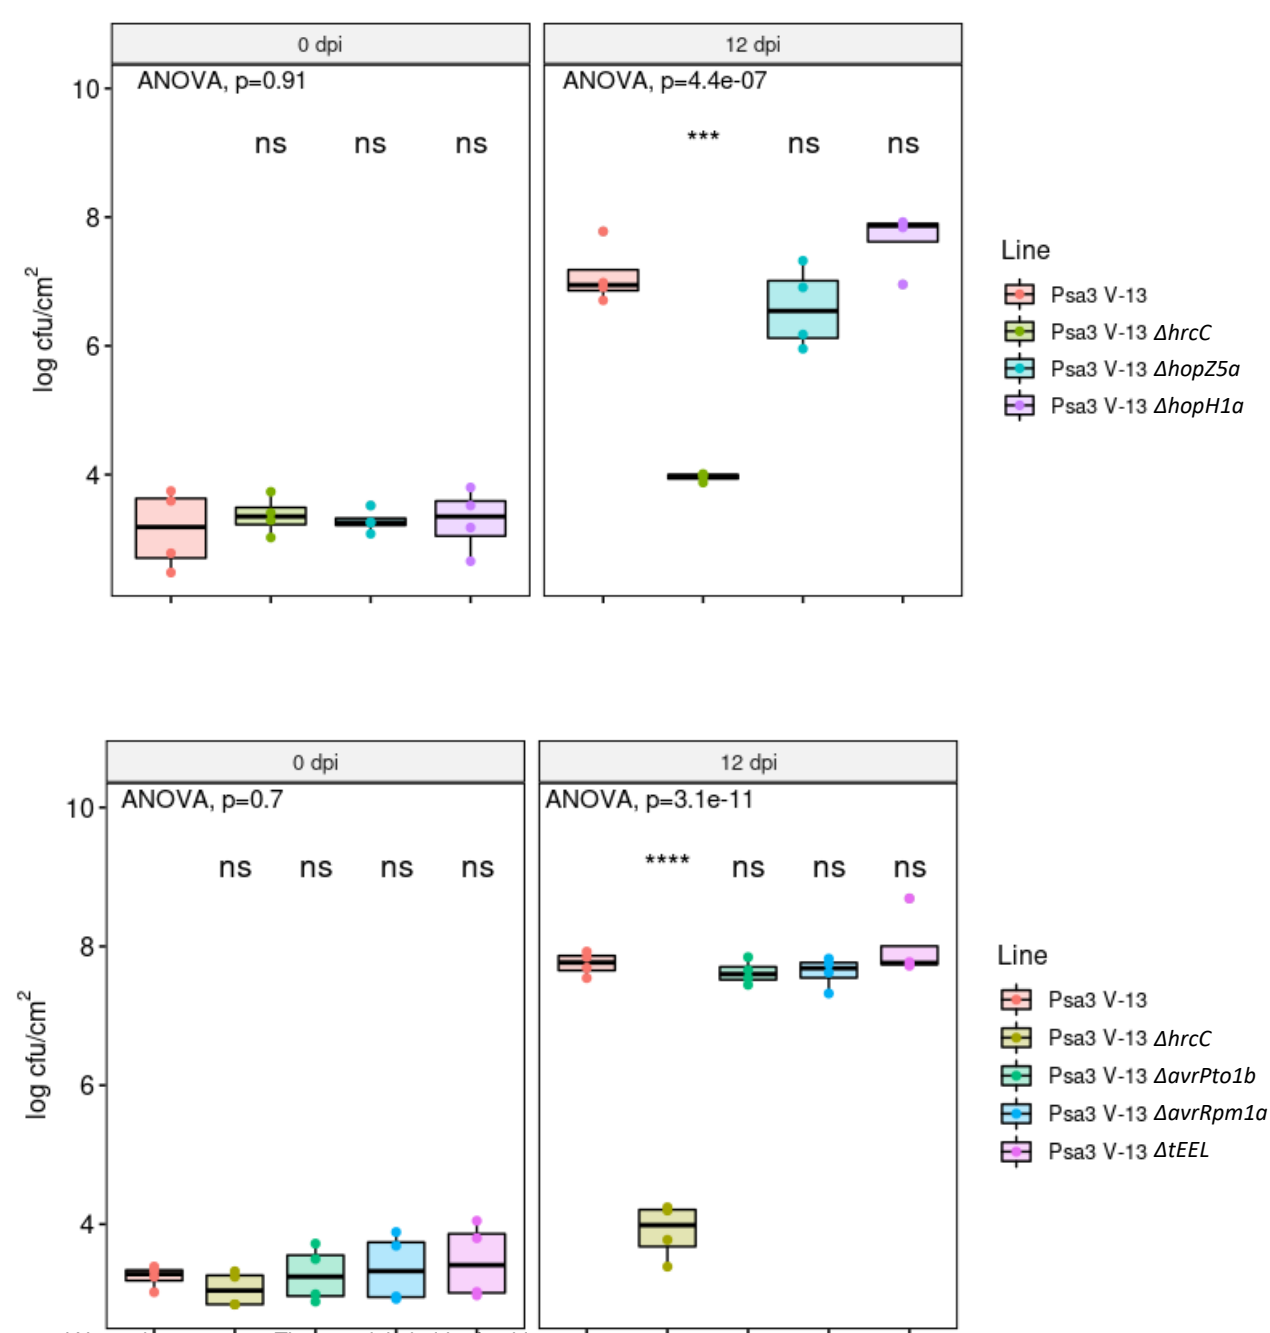 0 dpi 12 dpi
ANOVA, p=0.91 ANOVA, p=4.4e-07
ns ns ns *** ns ns
10
8
6
4
log cfu/cm²
Line
Psa3 V-13
Psa3 V-13 ΔhrcC
Psa3 V-13 ΔhopZ5a
Psa3 V-13 ΔhopH1a
0 dpi 12 dpi
ANOVA, p=0.7 ANOVA, p=3.1e-11
ns ns ns ns **** ns ns ns
10
8
6
4
log cfu/cm²
Line
Psa3 V-13
Psa3 V-13 ΔhrcC
Psa3 V-13 ΔavrPto1b
Psa3 V-13 ΔavrRpm1a
Psa3 V-13 ΔtEEL